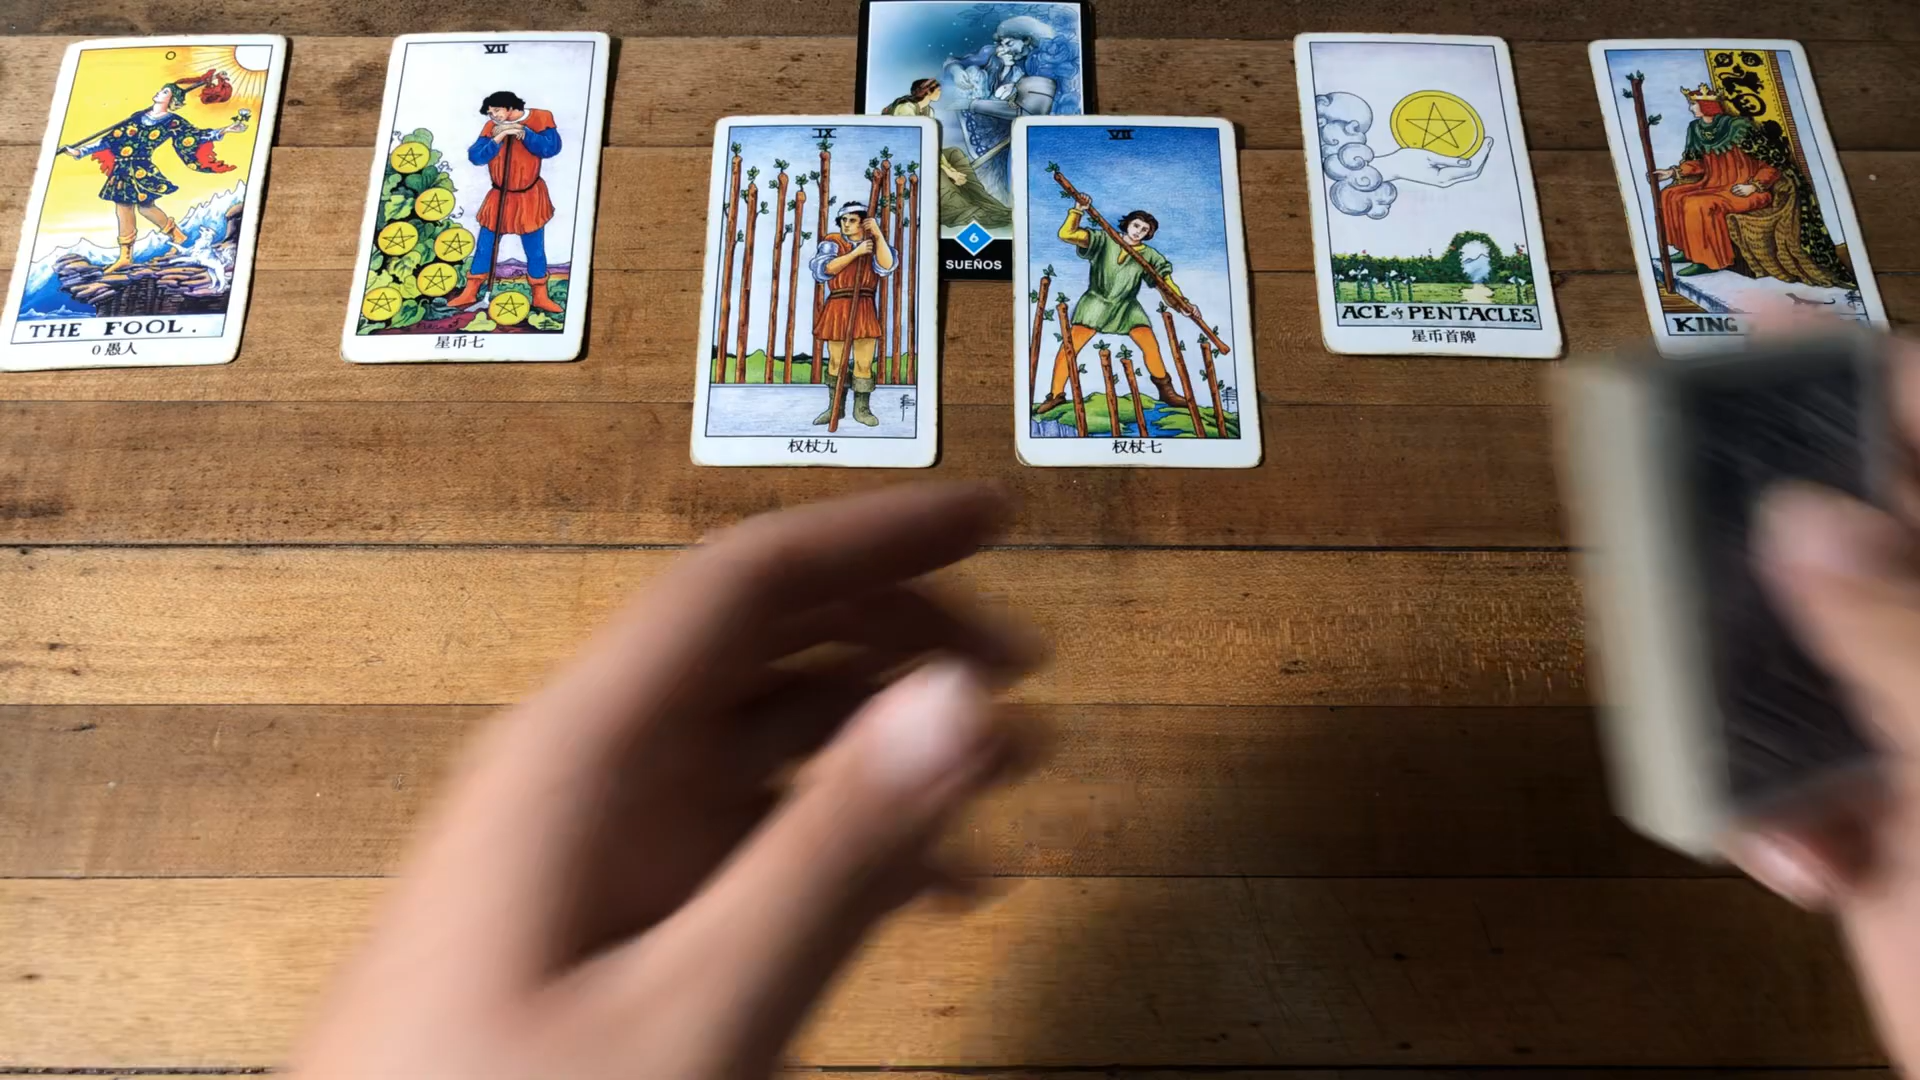 0
THE FOOL.
0 愚人
VII
星币七
IX
权杖九
6
SUEÑOS
VII
权杖七
ACE of PENTACLES
星币首牌
KING